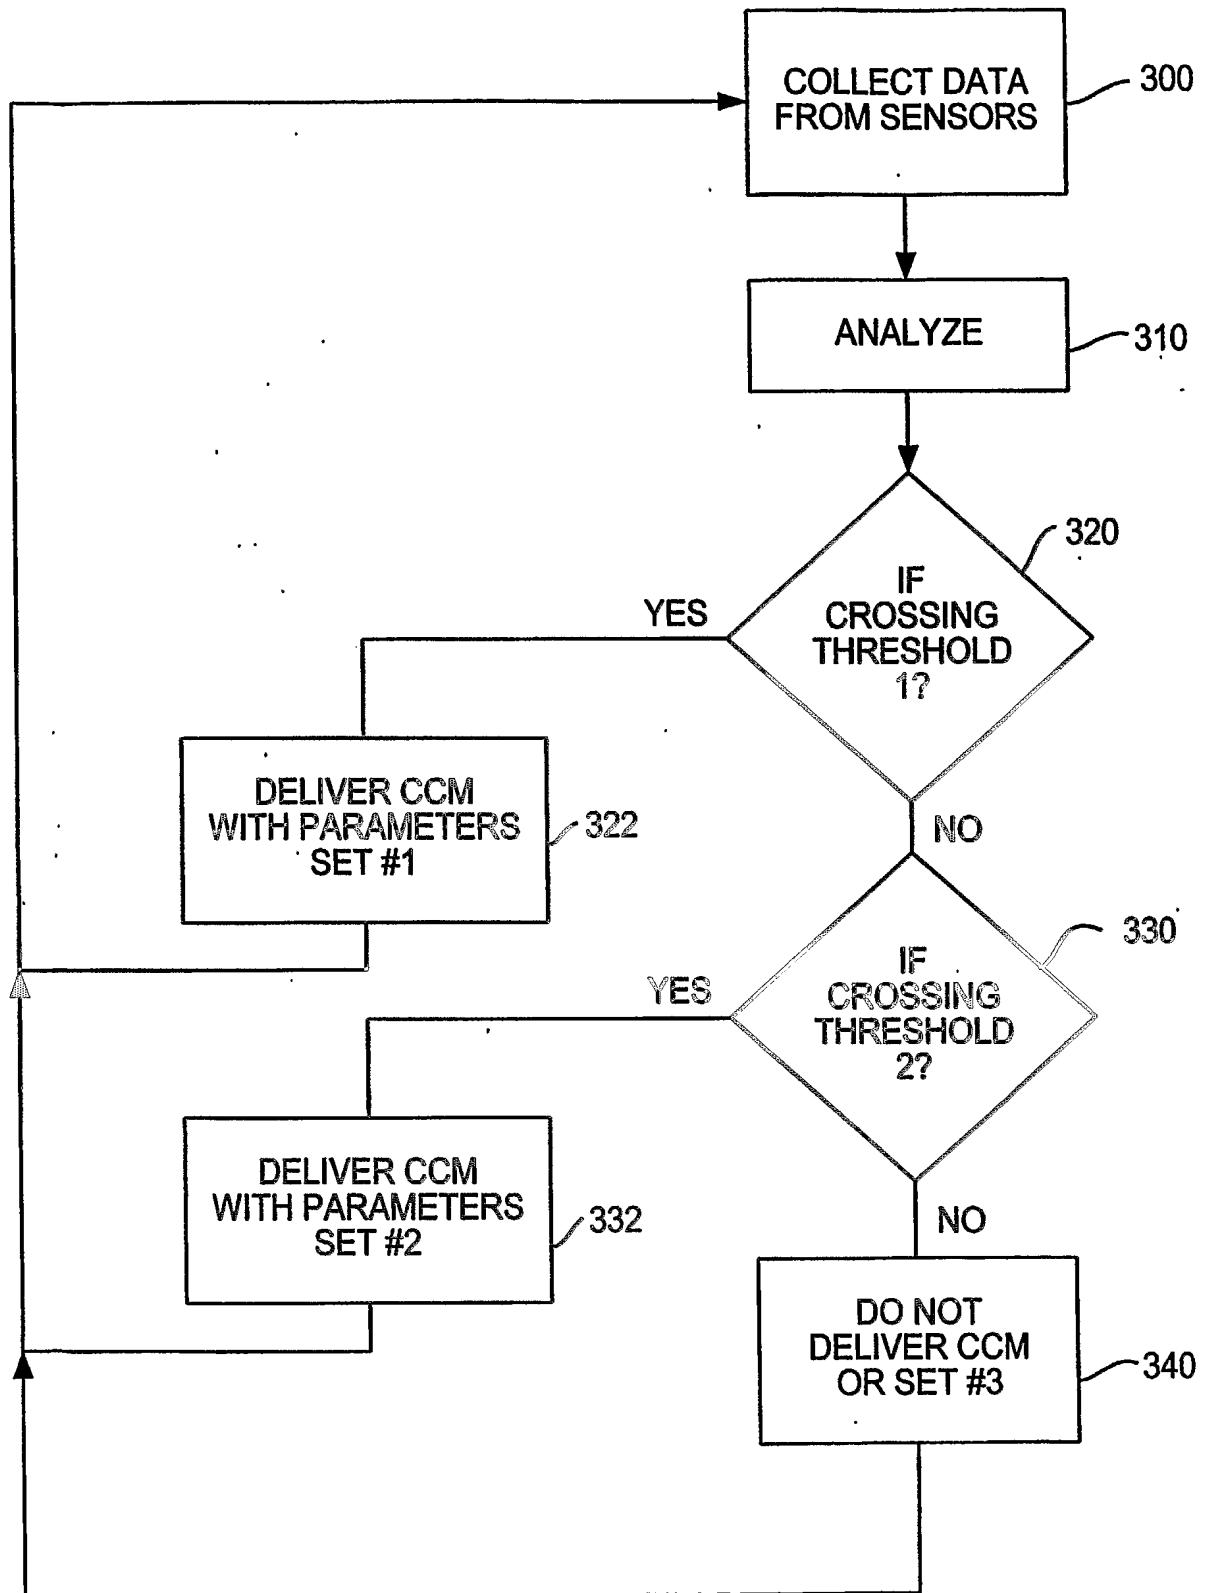 COLLECT DATA
FROM SENSORS
300
ANALYZE
310
320
IF
CROSSING
THRESHOLD
1?
YES
DELIVER CCM
WITH PARAMETERS
SET #1
322
NO
330
IF
CROSSING
THRESHOLD
2?
YES
DELIVER CCM
WITH PARAMETERS
SET #2
332
NO
DO NOT
DELIVER CCM
OR SET #3
340